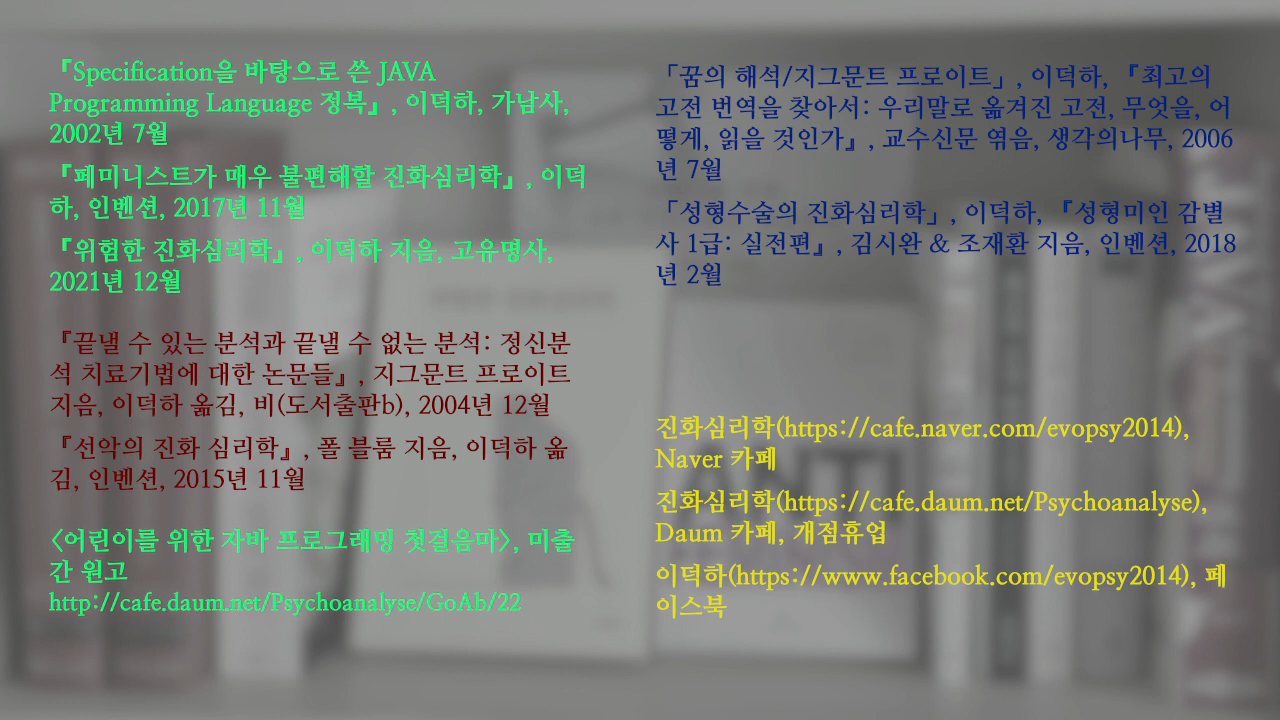 『Specification을 바탕으로 쓴 JAVA
Programming Language 정복』, 이덕하, 가남사,
2002년 7월
『페미니스트가 매우 불편해할 진화심리학』, 이덕
하, 인벤션, 2017년 11월
『위험한 진화심리학』, 이덕하 지음, 고유명사,
2021년 12월
『끝낼 수 있는 분석과 끝낼 수 없는 분석: 정신분
석 치료기법에 대한 논문들』, 지그문트 프로이트
지음, 이덕하 옮김, 비(도서출판b), 2004년 12월
『선악의 진화 심리학』, 폴 블룸 지음, 이덕하 옮
김, 인벤션, 2015년 11월
〈어린이를 위한 자바 프로그래밍 첫걸음마〉, 미출
간 원고
http://cafe.daum.net/Psychoanalyse/GoAb/22
「꿈의 해석/지그문트 프로이트」, 이덕하, 『최고의
고전 번역을 찾아서: 우리말로 옮겨진 고전, 무엇을, 어
떻게, 읽을 것인가』, 교수신문 엮음, 생각의나무, 2006
년 7월
「성형수술의 진화심리학」, 이덕하, 『성형미인 감별
사 1급: 실전편』, 김시완 & 조재환 지음, 인벤션, 2018
년 2월
진화심리학(https://cafe.naver.com/evopsy2014),
Naver 카페
진화심리학(https://cafe.daum.net/Psychoanalyse),
Daum 카페, 개점휴업
이덕하(https://www.facebook.com/evopsy2014), 페
이스북